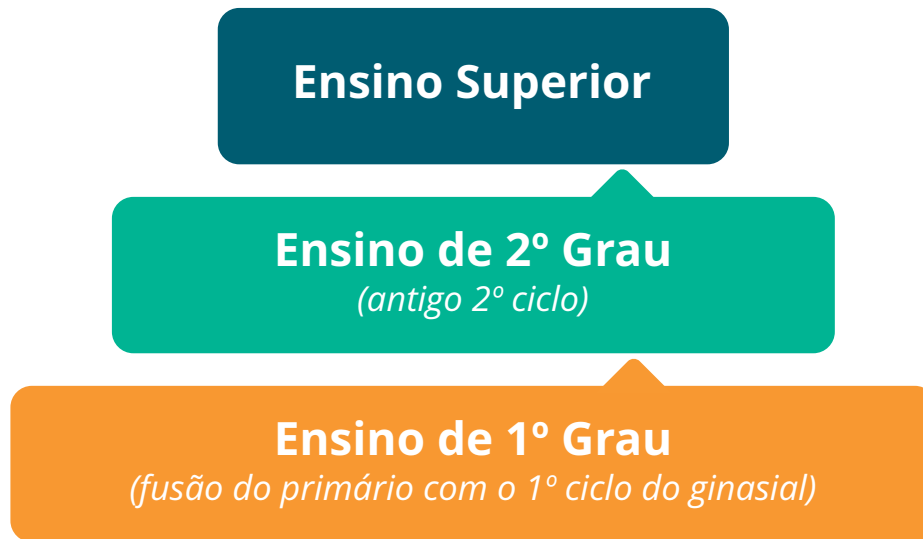 Ensino Superior
Ensino de 2º Grau
(antigo 2º ciclo)
Ensino de 1º Grau
(fusão do primário com o 1º ciclo do ginasial)